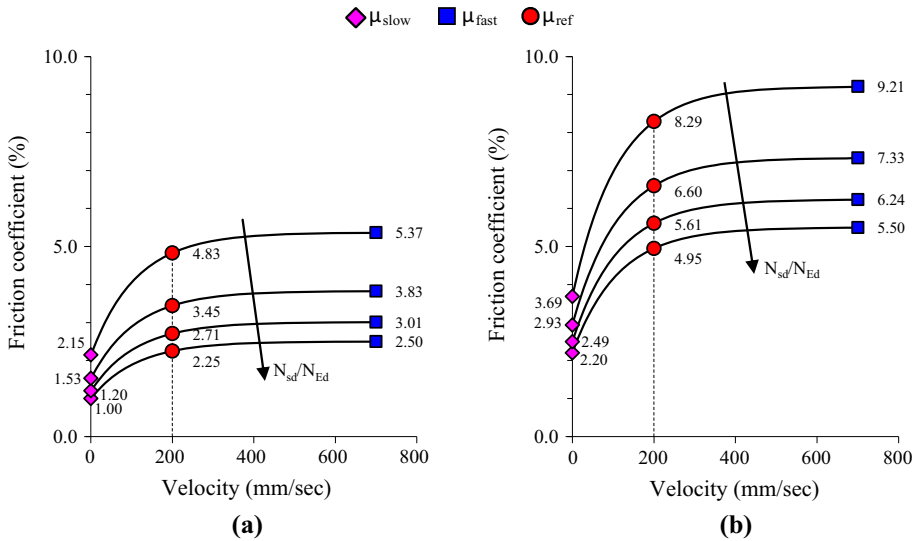 μslow μfast μref
10.0
5.0
0.0
Friction coefficient (%)
0 200 400 600 800
Velocity (mm/sec)
(a)
5.37
4.83
3.83
3.45
3.01
2.71
2.50
2.25
2.15
1.53
1.20
1.00
Nsd/NEd
10.0
5.0
0.0
Friction coefficient (%)
0 200 400 600 800
Velocity (mm/sec)
(b)
9.21
8.29
7.33
6.60
6.24
5.61
5.50
4.95
3.69
2.93
2.49
2.20
Nsd/NEd